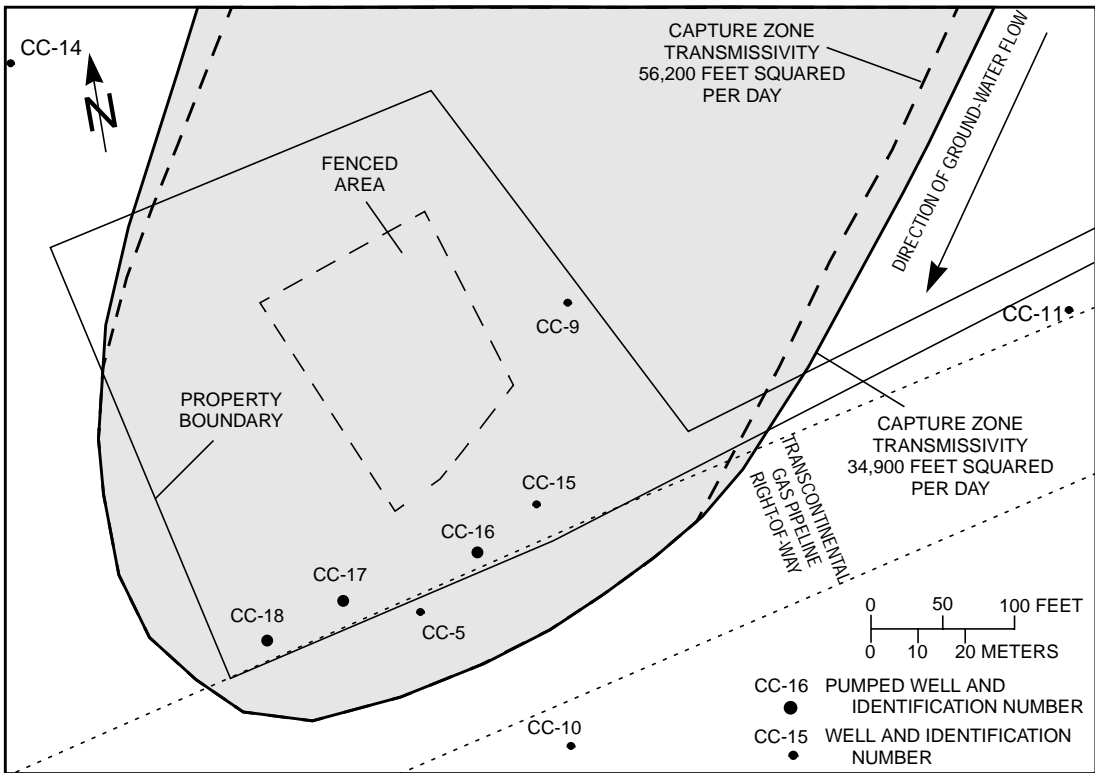 CC-14
N
CAPTURE ZONE
TRANSMISSIVITY
56,200 FEET SQUARED
PER DAY
DIRECTION OF GROUND-WATER FLOW
FENCED
AREA
CC-9
CC-11
PROPERTY
BOUNDARY
CAPTURE ZONE
TRANSMISSIVITY
34,900 FEET SQUARED
PER DAY
TRANSCONTINENTAL
GAS PIPELINE
RIGHT-OF-WAY
CC-15
CC-16
CC-17
CC-18
CC-5
CC-10
0 50 100 FEET
0 10 20 METERS
CC-16 PUMPED WELL AND
IDENTIFICATION NUMBER
CC-15 WELL AND IDENTIFICATION
NUMBER